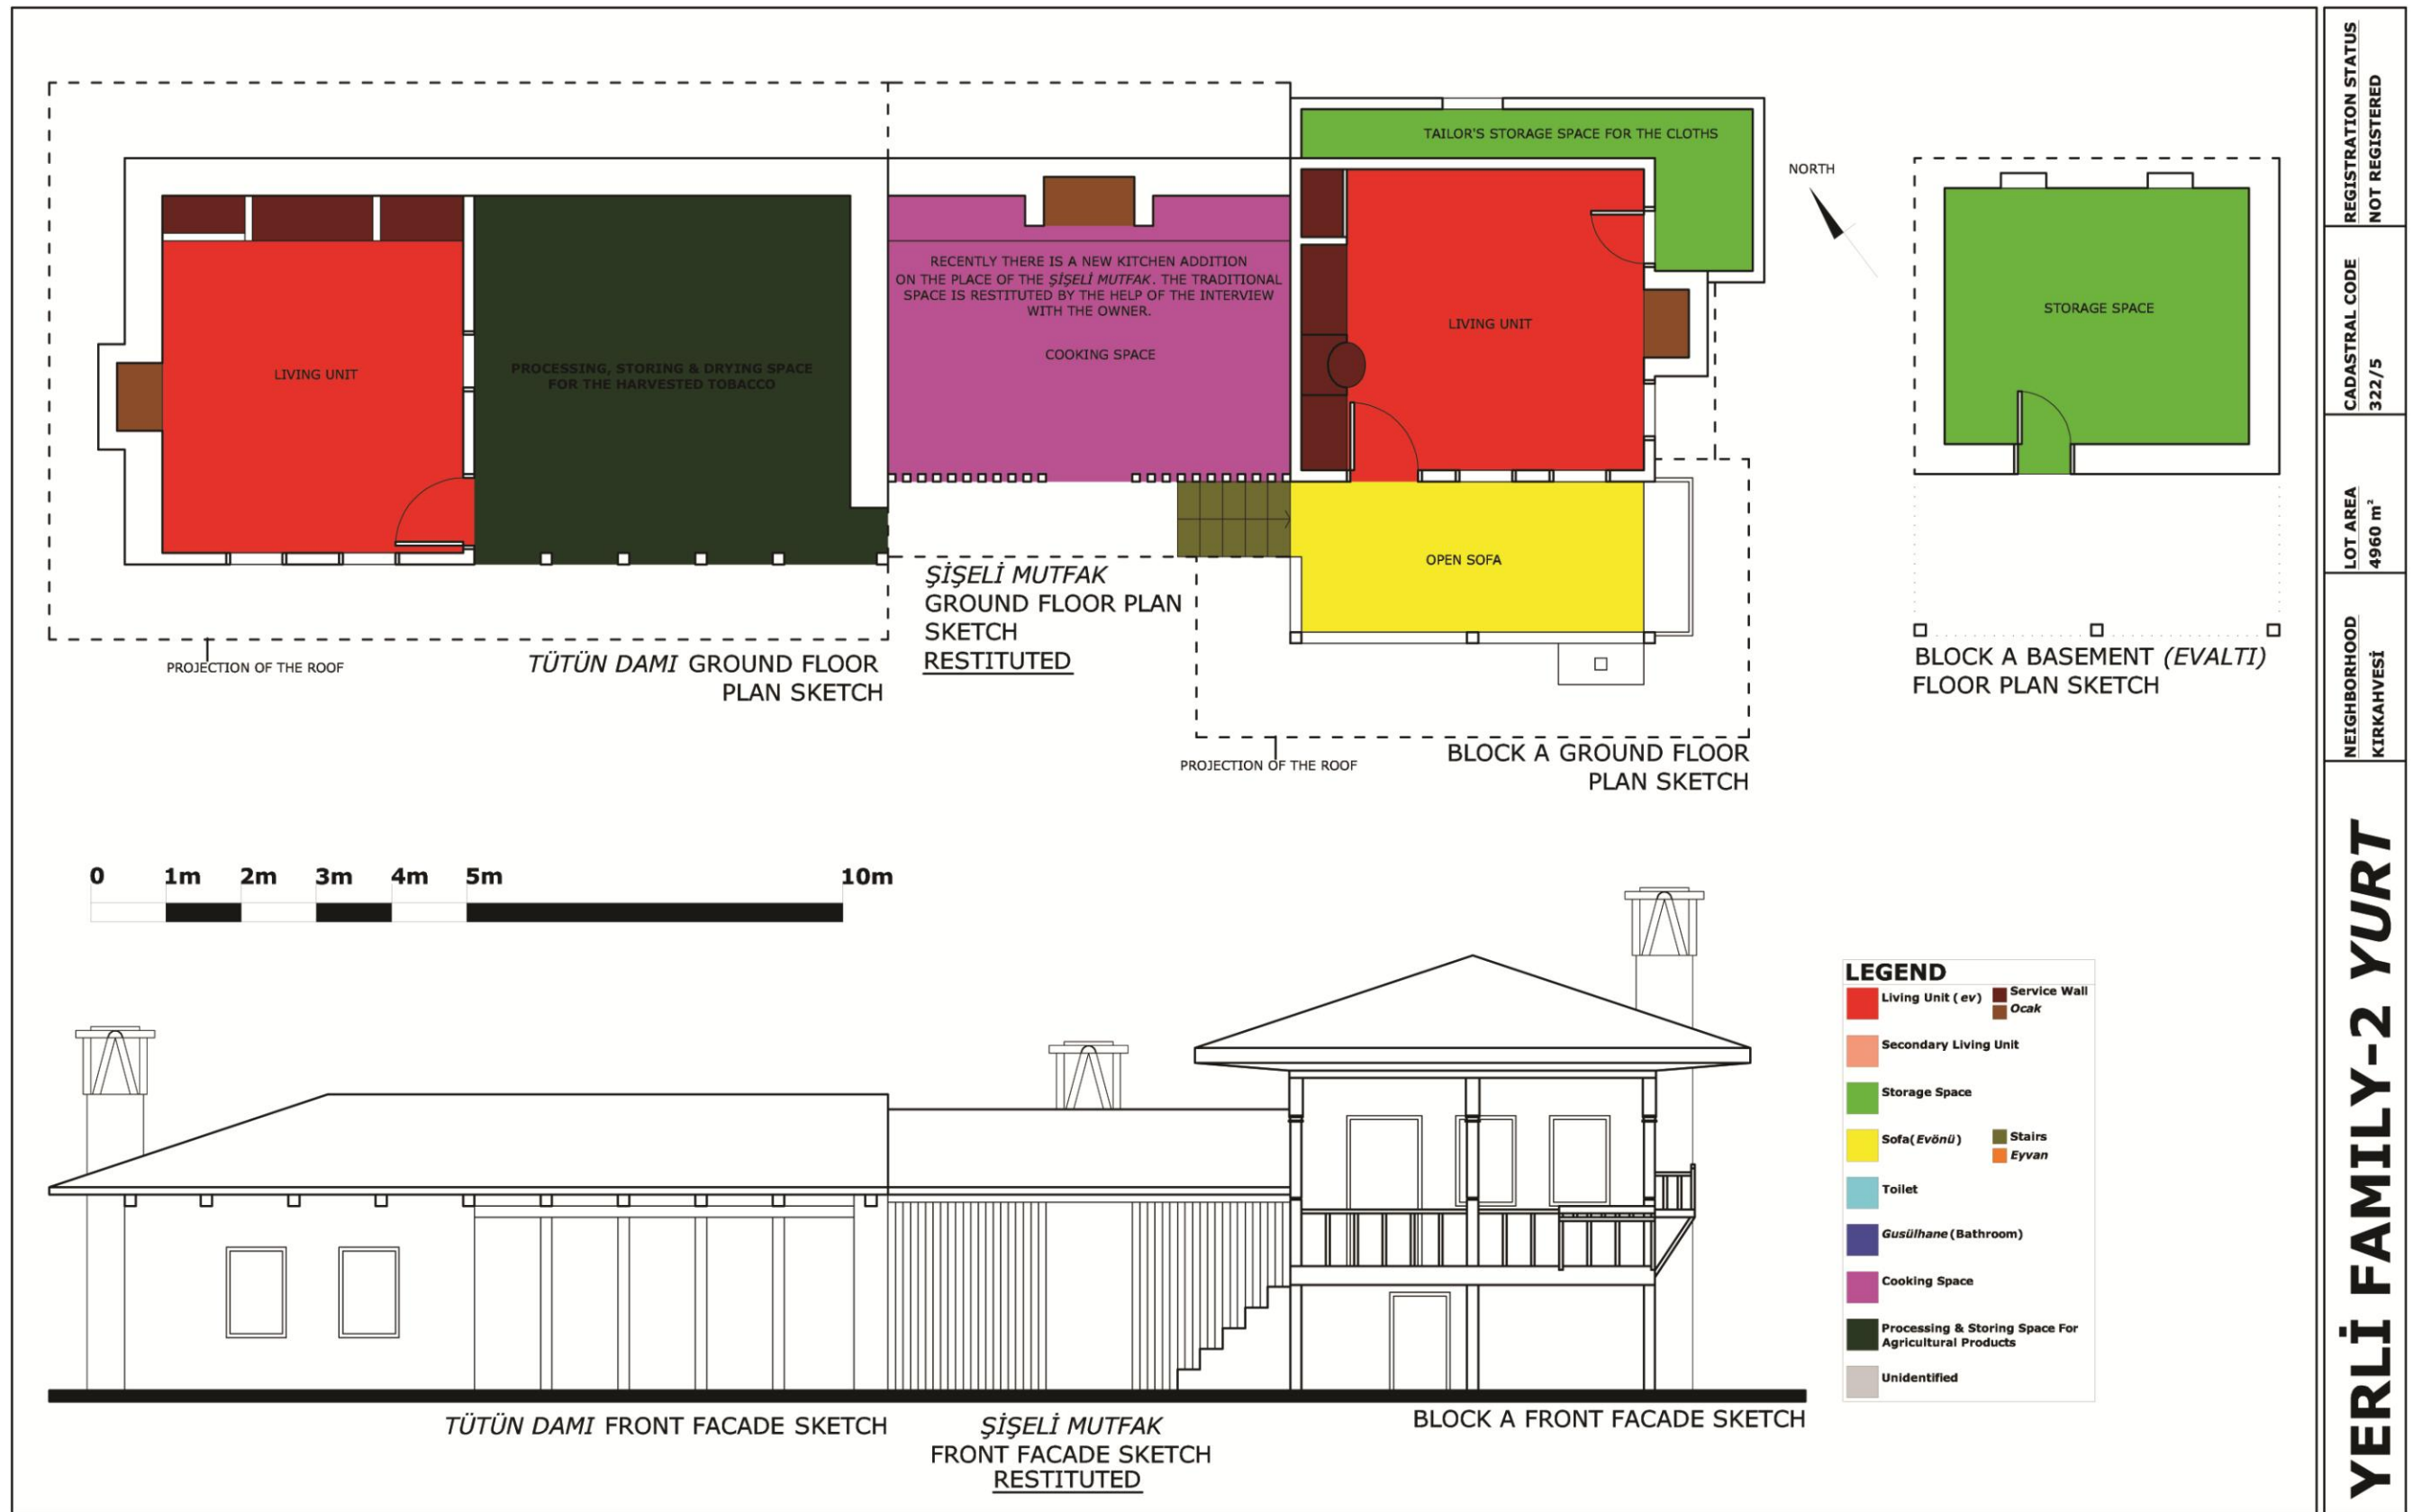 TAILOR'S STORAGE SPACE FOR THE CLOTHS
NORTH
RECENTLY THERE IS A NEW KITCHEN ADDITION
ON THE PLACE OF THE ŞİŞELİ MUTFAK. THE TRADITIONAL
SPACE IS RESTITUTED BY THE HELP OF THE INTERVIEW
WITH THE OWNER.
COOKING SPACE
LIVING UNIT
PROCESSING, STORING & DRYING SPACE
FOR THE HARVESTED TOBACCO
LIVING UNIT
STORAGE SPACE
OPEN SOFA
PROJECTION OF THE ROOF
TÜTÜN DAMI GROUND FLOOR
PLAN SKETCH
ŞİŞELİ MUTFAK
GROUND FLOOR PLAN
SKETCH
RESTITUTED
PROJECTION OF THE ROOF
BLOCK A GROUND FLOOR
PLAN SKETCH
BLOCK A BASEMENT (EVALTI)
FLOOR PLAN SKETCH
0 1m 2m 3m 4m 5m 10m
TÜTÜN DAMI FRONT FACADE SKETCH
ŞİŞELİ MUTFAK
FRONT FACADE SKETCH
RESTITUTED
BLOCK A FRONT FACADE SKETCH
LEGEND
Living Unit (ev)
Service Wall
Ocak
Secondary Living Unit
Storage Space
Sofa(Evönü)
Stairs
Eyvan
Toilet
Gusülhane (Bathroom)
Cooking Space
Processing & Storing Space For
Agricultural Products
Unidentified
REGISTRATION STATUS
NOT REGISTERED
CADASTRAL CODE
322/5
LOT AREA
4960 m²
NEIGHBORHOOD
KIRKAHVESİ
YERLİ FAMILY-2 YURT